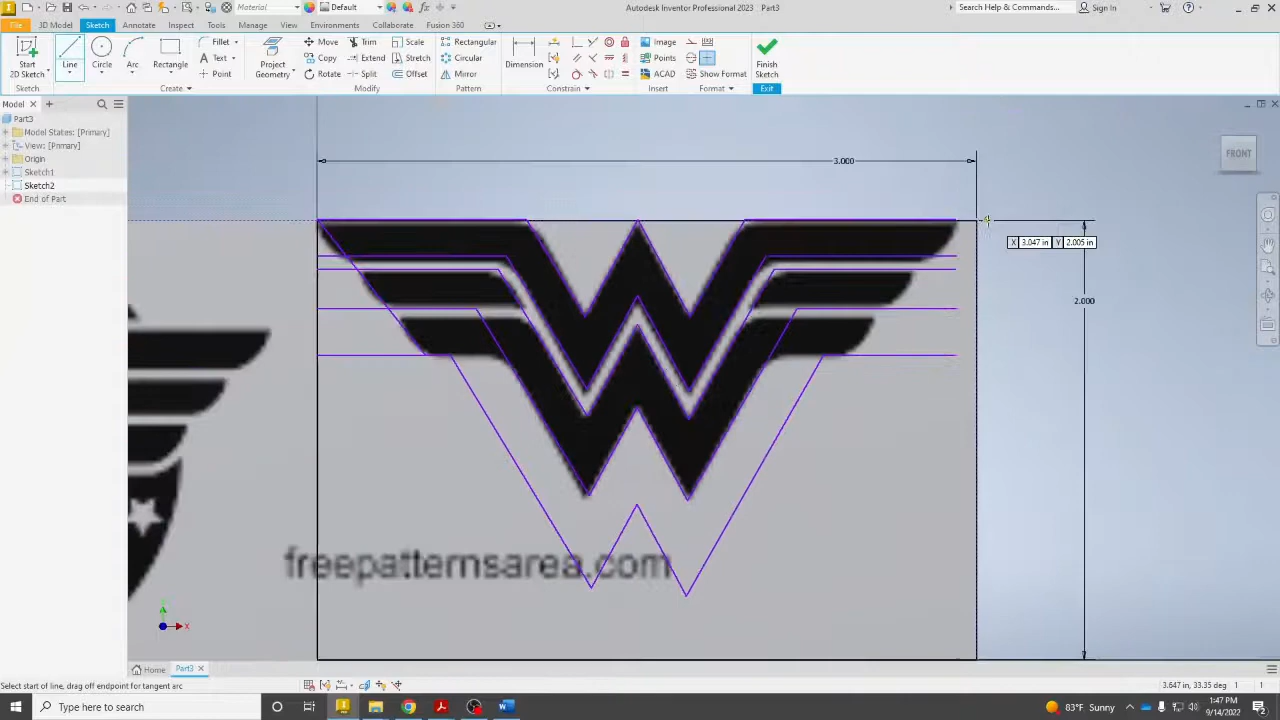 Material
Default
Autodesk Inventor Professional 2023 Part3
Search Help & Commands...
Sign In
File
3D Model
Sketch
Annotate
Inspect
Tools
Manage
View
Environments
Collaborate
Fusion 360
Start
2D Sketch
Line
Circle
Arc
Rectangle
Fillet
Text
Point
Project
Geometry
Move
Copy
Rotate
Trim
Extend
Split
Scale
Stretch
Offset
Rectangular
Circular
Mirror
Dimension
Image
Points
ACAD
Show Format
Finish
Sketch
Sketch
Create
Modify
Pattern
Constrain
Insert
Format
Exit
Model
Part3
Model States: [Primary]
View: [Primary]
Origin
Sketch1
Sketch2
End of Part
3.000
FRONT
X 3.047 in Y 2.005 in
2.000
freepatternsarea.com
X
Home
Part3
Select start of line, drag off endpoint for tangent arc
3.647 in, 33.35 deg 1 1
Type here to search
83°F Sunny
1:47 PM
9/14/2022